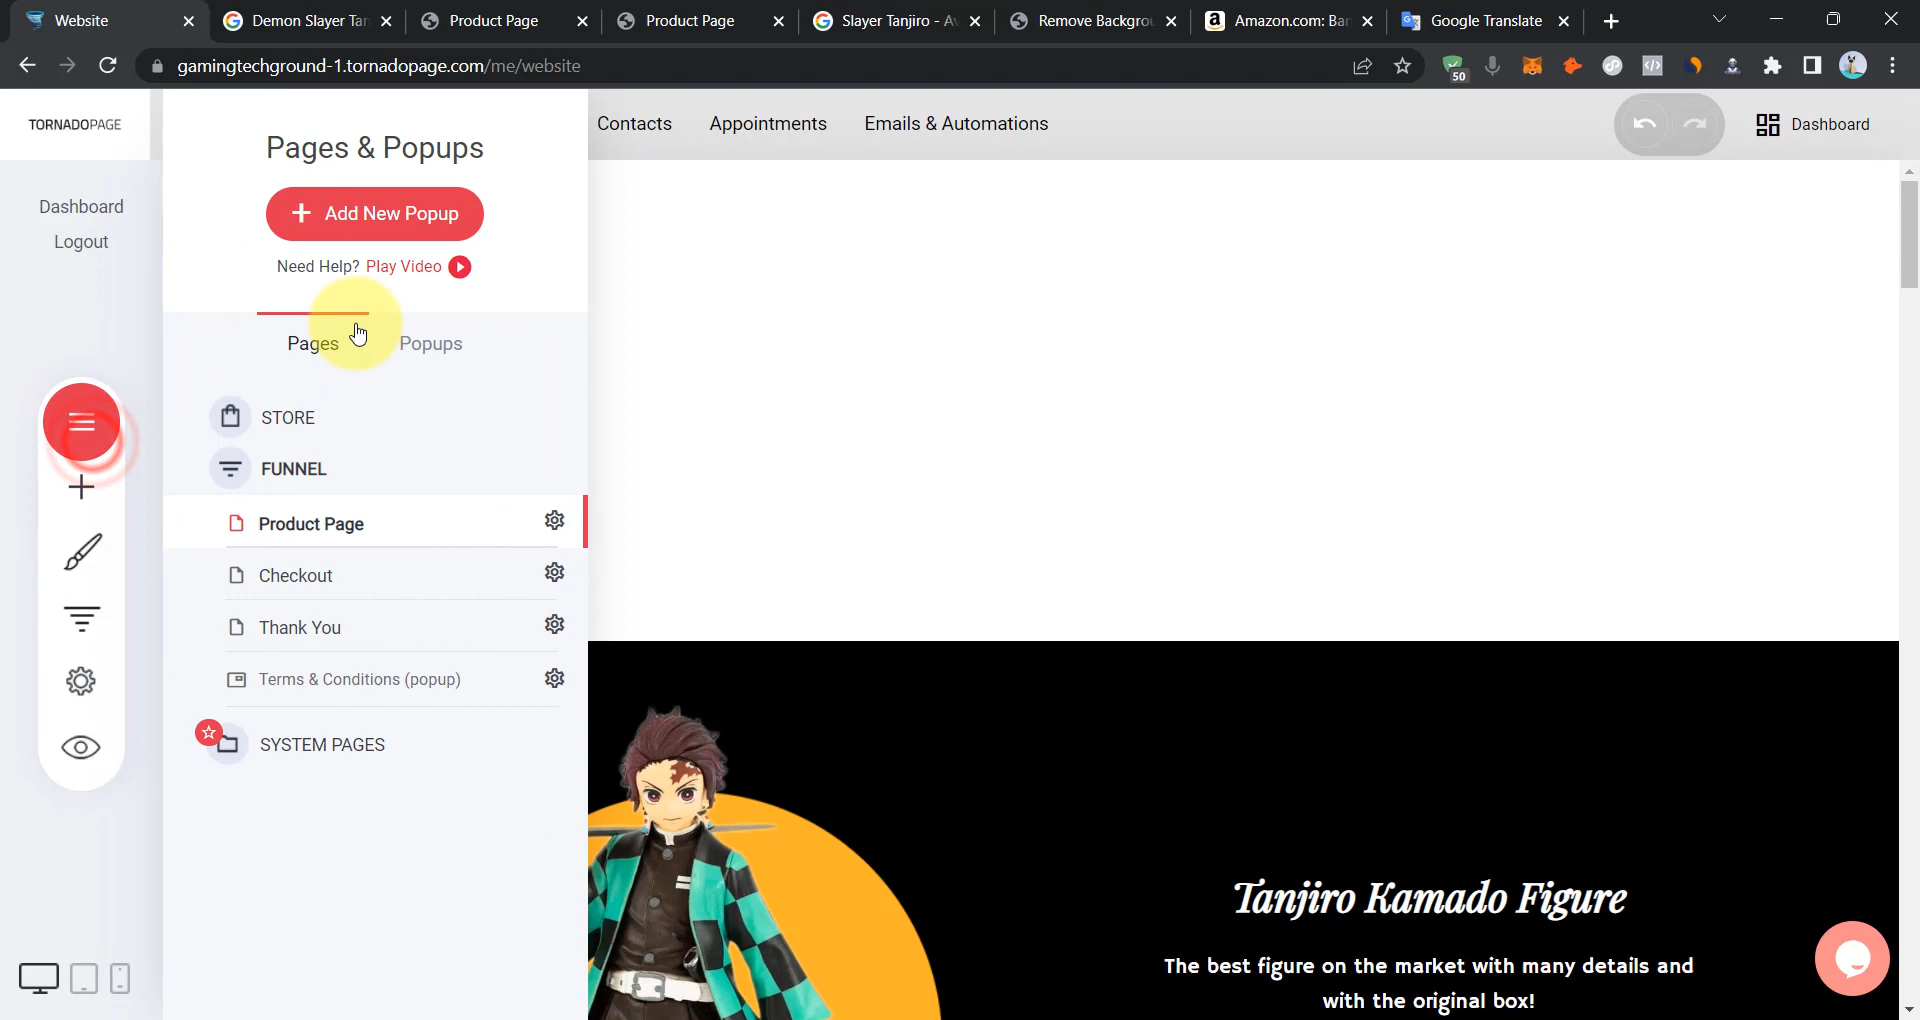 Website
Demon Slayer Tan
Product Page
Product Page
Slayer Tanjiro - Av
Remove Backgrou
Amazon.com: Ban
Google Translate
gamingtechground-1.tornadopage.com/me/website
50
TORNADOPAGE
Contacts
Appointments
Emails & Automations
Dashboard
Dashboard
Logout
Pages & Popups
Add New Popup
Need Help? Play Video
Pages
Popups
STORE
FUNNEL
Product Page
Checkout
Thank You
Terms & Conditions (popup)
SYSTEM PAGES
Tanjiro Kamado Figure
The best figure on the market with many details and
with the original box!